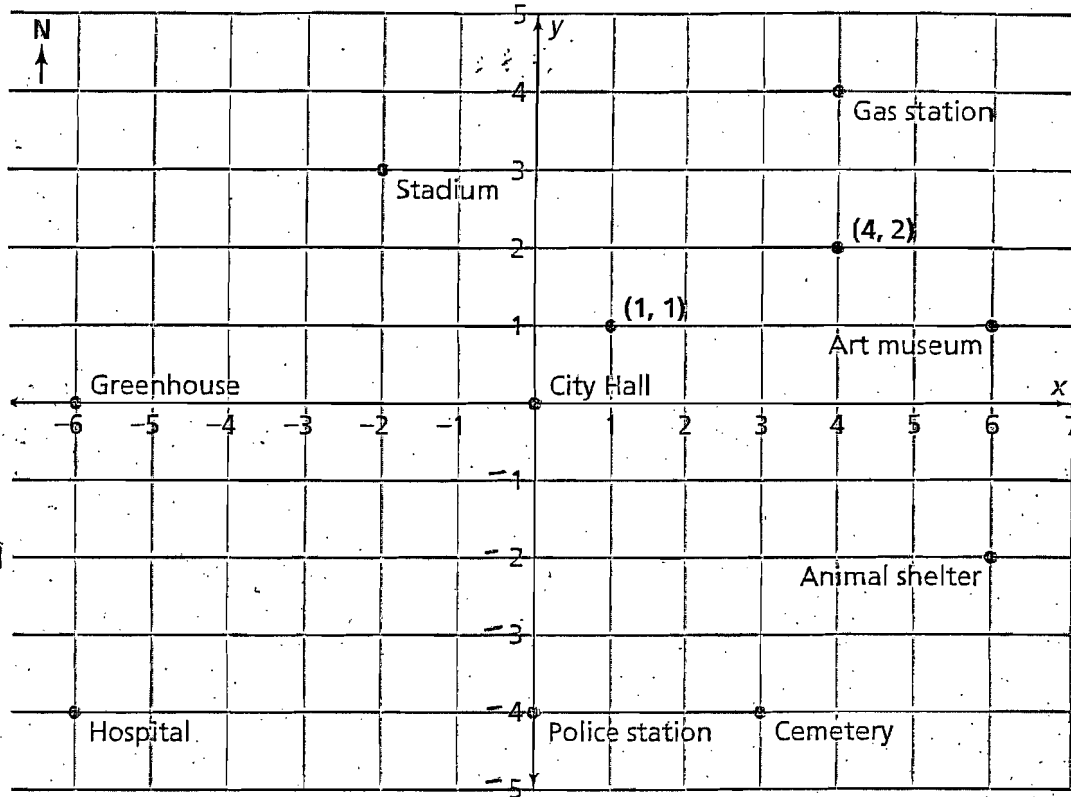 N
5
y
4
Gas station
Stadium
3
(4, 2)
2
(1, 1)
1
Art museum
Greenhouse
City Hall
x
-6 -5 -4 -3 -2 -1 1 2 3 4 5 6 7
-1
-2
Animal shelter
-3
-4
Hospital
Police station
Cemetery
-5